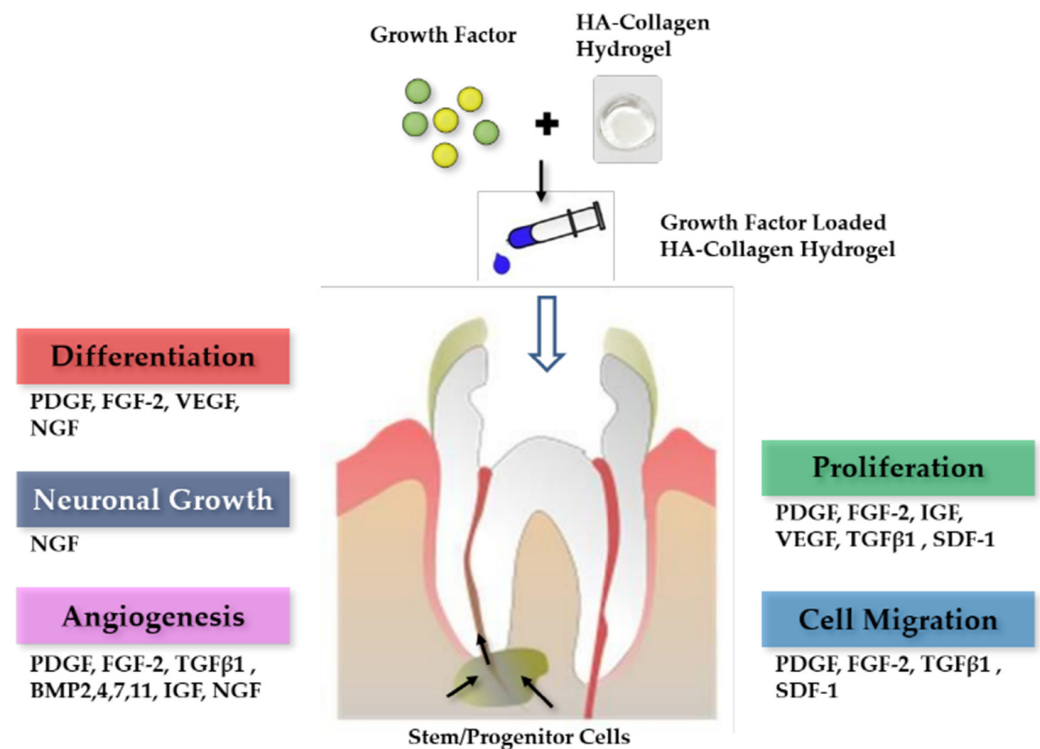 Growth Factor
HA-Collagen
Hydrogel
Growth Factor Loaded
HA-Collagen Hydrogel
Differentiation
PDGF, FGF-2, VEGF,
NGF
Neuronal Growth
NGF
Angiogenesis
PDGF, FGF-2, TGFβ1 ,
BMP2,4,7,11, IGF, NGF
Proliferation
PDGF, FGF-2, IGF,
VEGF, TGFβ1 , SDF-1
Cell Migration
PDGF, FGF-2, TGFβ1 ,
SDF-1
Stem/Progenitor Cells